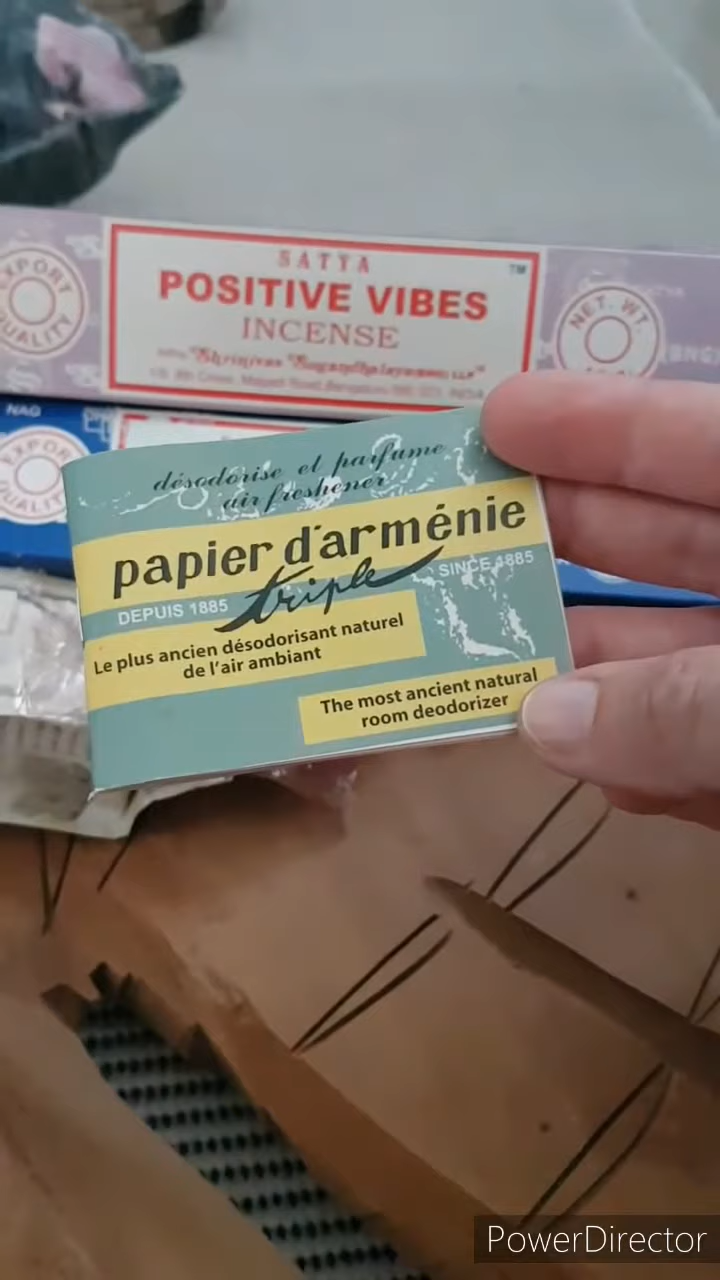 EXPORT QUALITY
SATYA
TM
POSITIVE VIBES
INCENSE
NET. WT.
NAG
désodorise et parfume
air freshener
papier d'arménie
triple
DEPUIS 1885
SINCE 1885
Le plus ancien désodorisant naturel
de l'air ambiant
The most ancient natural
room deodorizer
PowerDirector